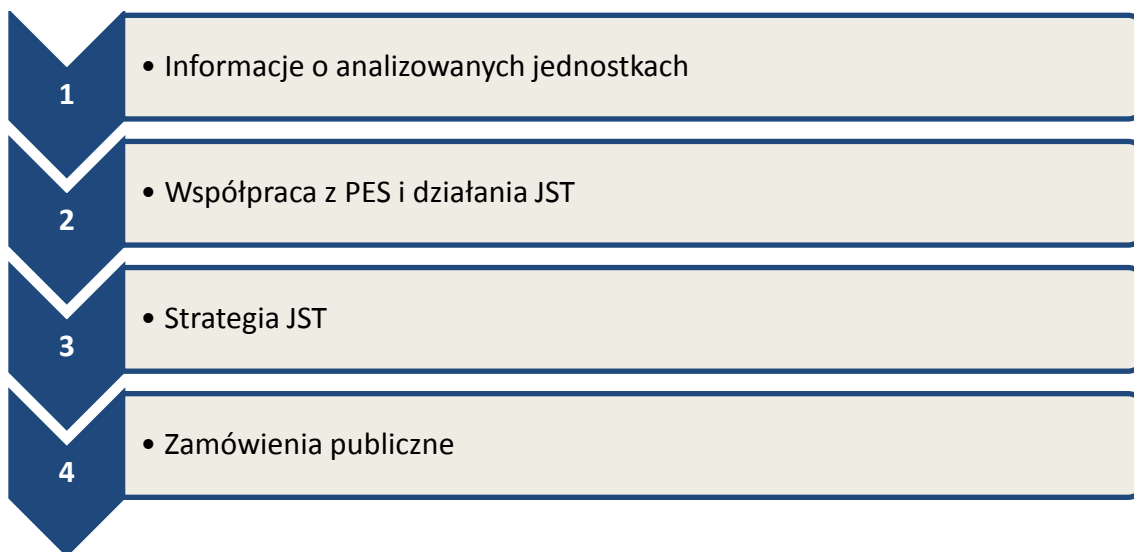 1
• Informacje o analizowanych jednostkach
2
• Współpraca z PES i działania JST
3
• Strategia JST
4
• Zamówienia publiczne